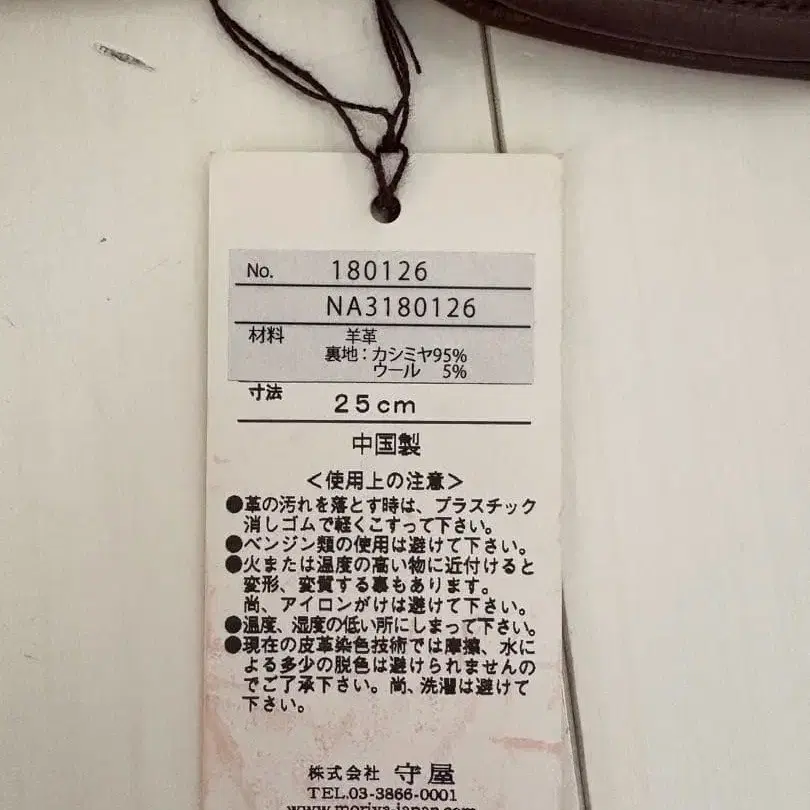 No. 180126
NA3180126
材料 羊革
裏地：カシミヤ95%
ウール 5%
寸法 25cm
中国製
＜使用上の注意＞
●革の汚れを落とす時は、プラスチック
消しゴムで軽くこすって下さい。
●ベンジン類の使用は避けて下さい。
●火または温度の高い物に近付けると
変形、変質する事もあります。
尚、アイロンがけは避けて下さい。
●温度、湿度の低い所にしまって下さい。
●現在の皮革染色技術では摩擦、水に
よる多少の脱色は避けられませんの
でご了承下さい。尚、洗濯は避けて
下さい。
株式会社 守屋
TEL.03-3866-0001
www.moriya-japan.com